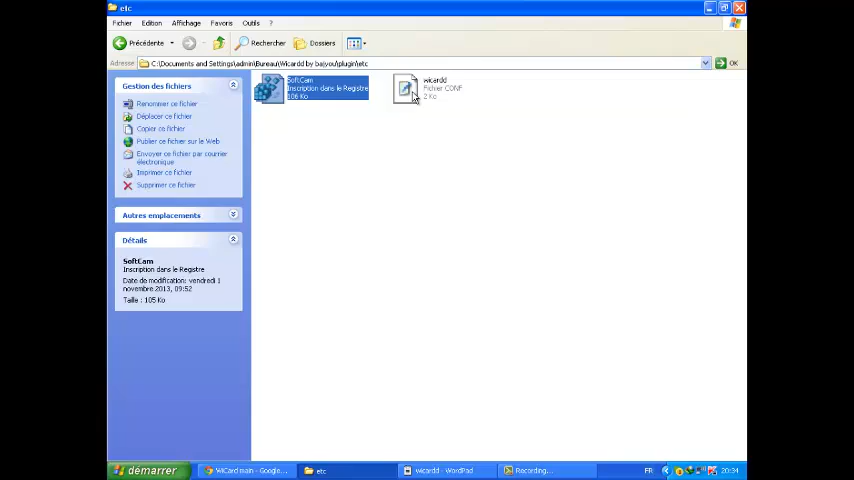 etc
Fichier Edition Affichage Favoris Outils ?
Précédente Rechercher Dossiers
Adresse C:\Documents and Settings\admin\Bureau\Wicardd by bajyou\plugin\etc OK
Gestion des fichiers
Renommer ce fichier
Déplacer ce fichier
Copier ce fichier
Publier ce fichier sur le Web
Envoyer ce fichier par courrier
électronique
Imprimer ce fichier
Supprimer ce fichier
Autres emplacements
Détails
SoftCam
Inscription dans le Registre
Date de modification: vendredi 1
novembre 2013, 09:52
Taille : 105 Ko
SoftCam
Inscription dans le Registre
106 Ko
wicardd
Fichier CONF
2 Ko
démarrer WiCard main - Google... etc wicardd - WordPad Recording... FR 20:34